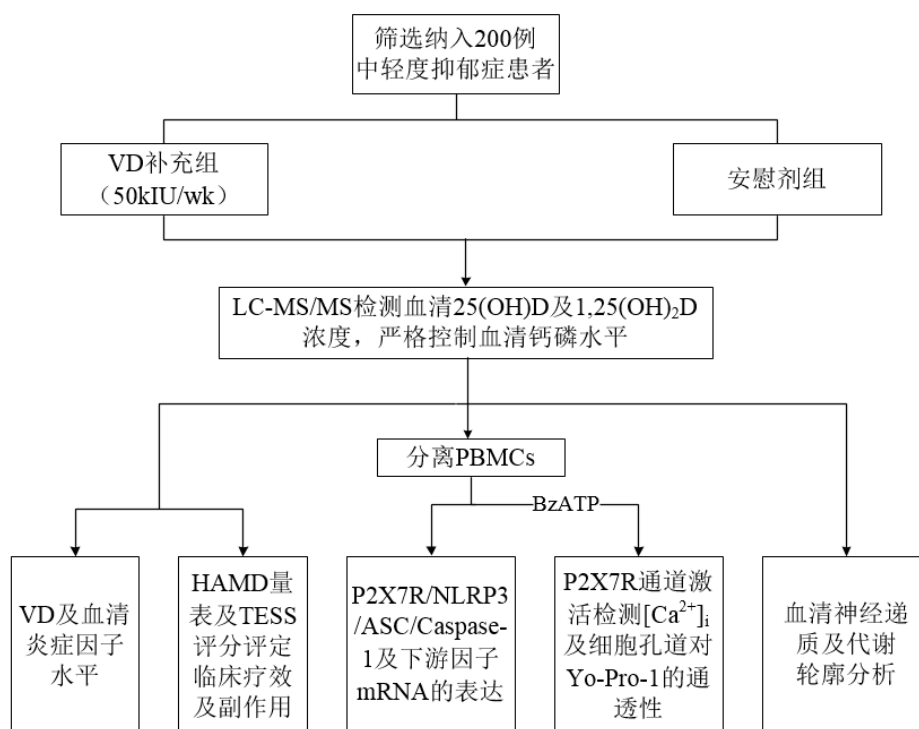 筛选纳入200例
中轻度抑郁症患者
VD补充组
（50kIU/wk）
安慰剂组
LC-MS/MS检测血清25(OH)D及1,25(OH)₂D
浓度，严格控制血清钙磷水平
分离PBMCs
BzATP
VD及血清
炎症因子
水平
HAMD量
表及TESS
评分评定
临床疗效
及副作用
P2X7R/NLRP3
/ASC/Caspase-
1及下游因子
mRNA的表达
P2X7R通道激
活检测[Ca²⁺]ᵢ
及细胞孔道对
Yo-Pro-1的通
透性
血清神经递
质及代谢
轮廓分析